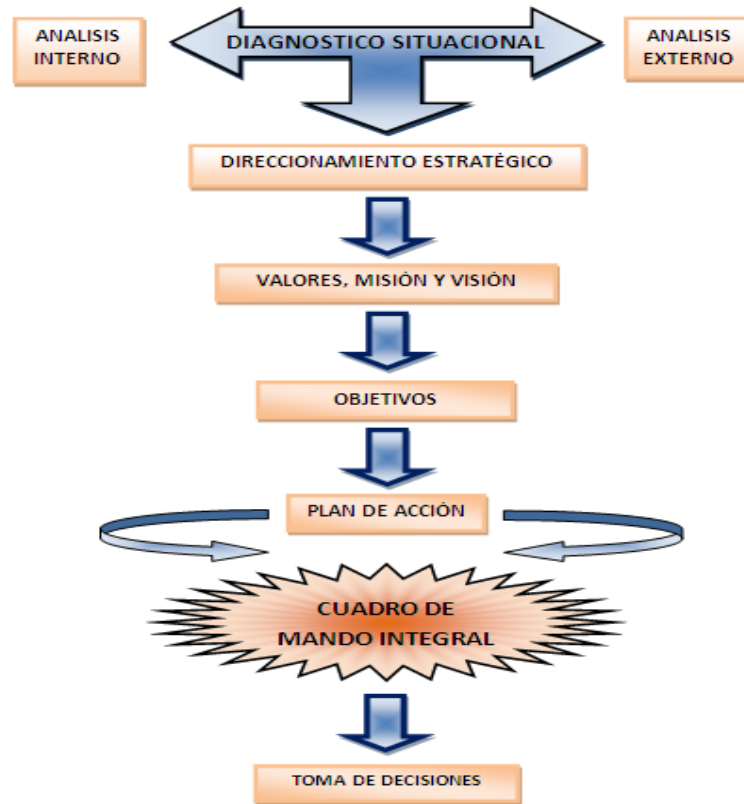 ANALISIS
INTERNO
DIAGNOSTICO SITUACIONAL
ANALISIS
EXTERNO
DIRECCIONAMIENTO ESTRATÉGICO
VALORES, MISIÓN Y VISIÓN
OBJETIVOS
PLAN DE ACCIÓN
CUADRO DE
MANDO INTEGRAL
TOMA DE DECISIONES